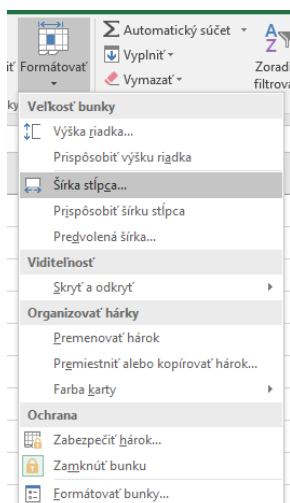 Automatický súčet
Vyplniť
Formátovať
Vymazať
Zorad
filtrova
Veľkosť bunky
Výška riadka...
Prispôsobiť výšku riadka
Šírka stĺpca...
Prispôsobiť šírku stĺpca
Predvolená šírka...
Viditeľnosť
Skryť a odkryť
Organizovať hárky
Premenovať hárok
Premiestniť alebo kopírovať hárok...
Farba karty
Ochrana
Zabezpečiť hárok...
Zamknúť bunku
Formátovať bunky...